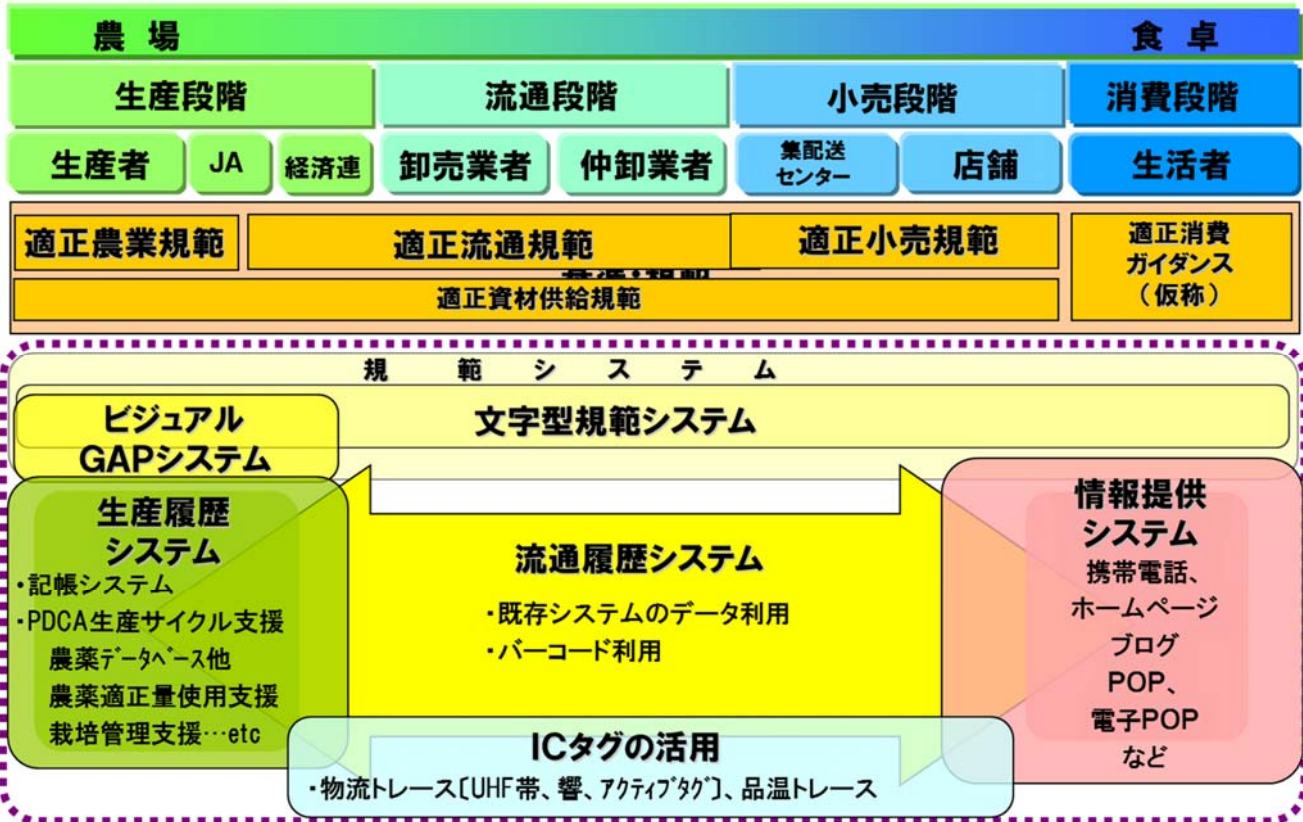 農 場
食 卓
生産段階
流通段階
小売段階
消費段階
生産者
JA
経済連
卸売業者
仲卸業者
集配送
センター
店舗
生活者
適正農業規範
適正流通規範
適正小売規範
適正消費
ガイダンス
（仮称）
適正資材供給規範
規 範 シ ス テ ム
ビジュアル
GAPシステム
文字型規範システム
生産履歴
システム
・記帳システム
・PDCA生産サイクル支援
農薬ﾃﾞｰﾀﾍﾞｰｽ他
農薬適正量使用支援
栽培管理支援…etc
流通履歴システム
・既存システムのデータ利用
・バーコード利用
情報提供
システム
携帯電話、
ホームページ
ブログ
POP、
電子POP
など
ICタグの活用
・物流トレース〔UHF帯、響、ｱｸﾃｨﾌﾞﾀｸﾞ〕、品温トレース